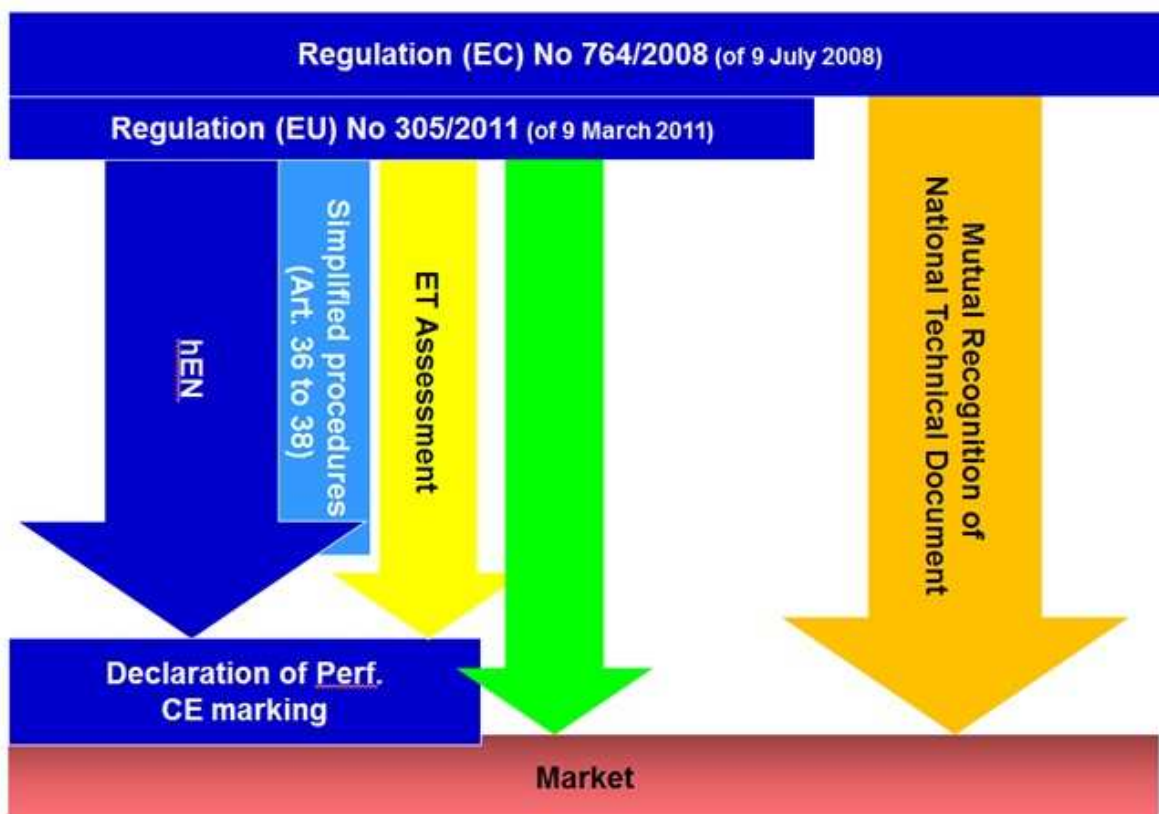 Regulation (EC) No 764/2008 (of 9 July 2008)
Regulation (EU) No 305/2011 (of 9 March 2011)
hEN
Simplified procedures
(Art. 36 to 38)
ET Assessment
Mutual Recognition of
National Technical Document
Declaration of Perf.
CE marking
Market